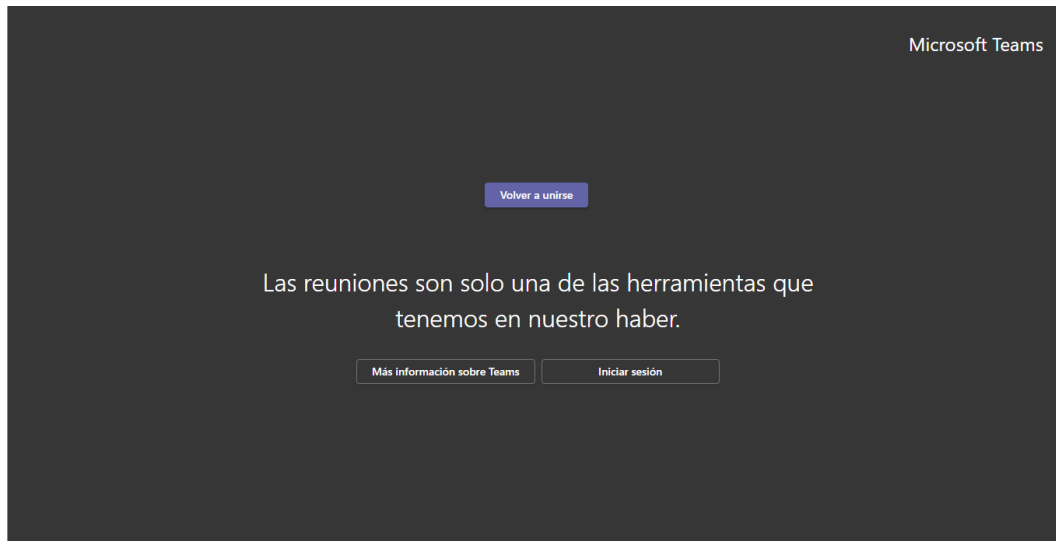 Microsoft Teams
Volver a unirse
Las reuniones son solo una de las herramientas que
tenemos en nuestro haber.
Más información sobre Teams
Iniciar sesión